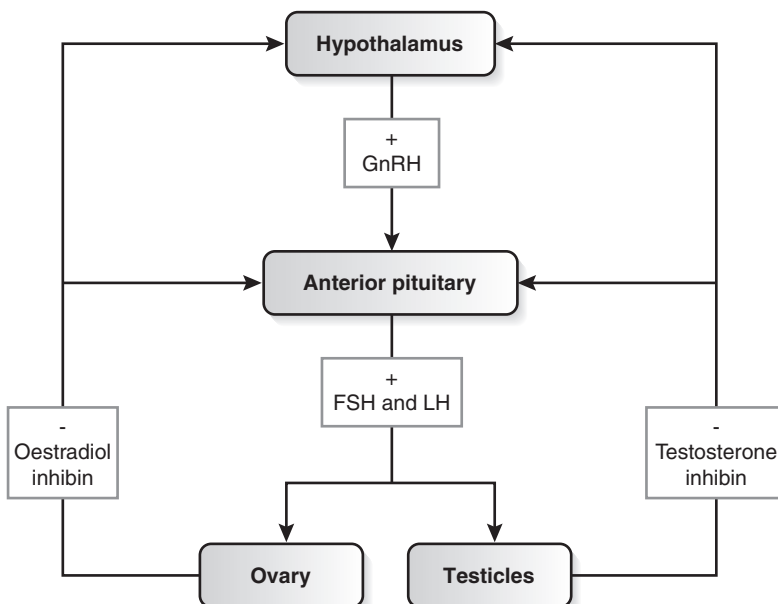 Hypothalamus
+
GnRH
Anterior pituitary
+
FSH and LH
-
Oestradiol
inhibin
-
Testosterone
inhibin
Ovary
Testicles